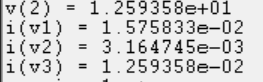 v(2) = 1.259358e+01
i(v1) = 1.575833e-02
i(v2) = 3.164745e-03
i(v3) = 1.259358e-02